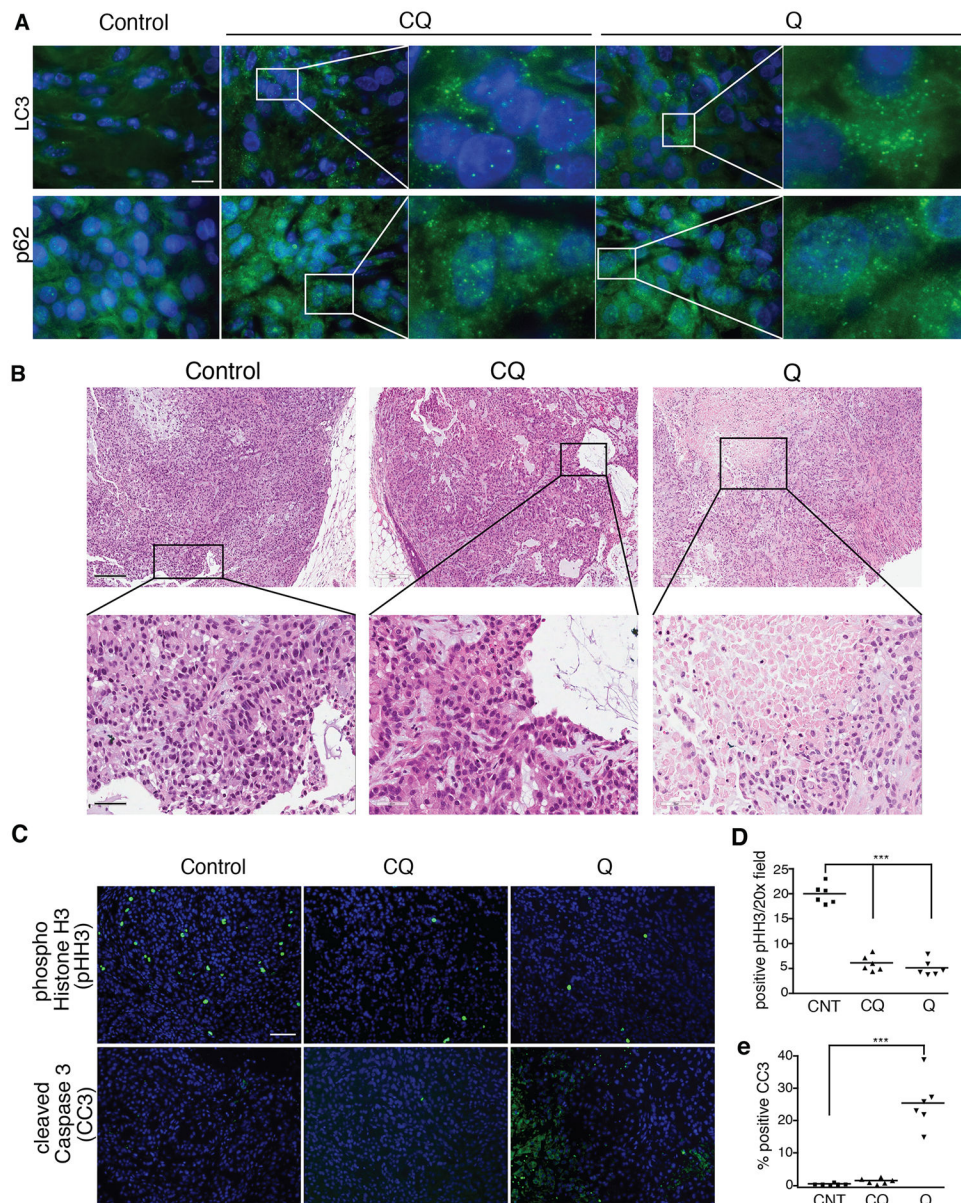 A
Control
CQ
Q
LC3
p62
B
Control
CQ
Q
C
Control
CQ
Q
phospho
Histone H3
(pHH3)
cleaved
Caspase 3
(CC3)
D
***
positive pHH3/20x field
25
20
15
10
5
0
CNT
CQ
Q
e
***
% positive CC3
40
30
20
10
0
CNT
CQ
Q